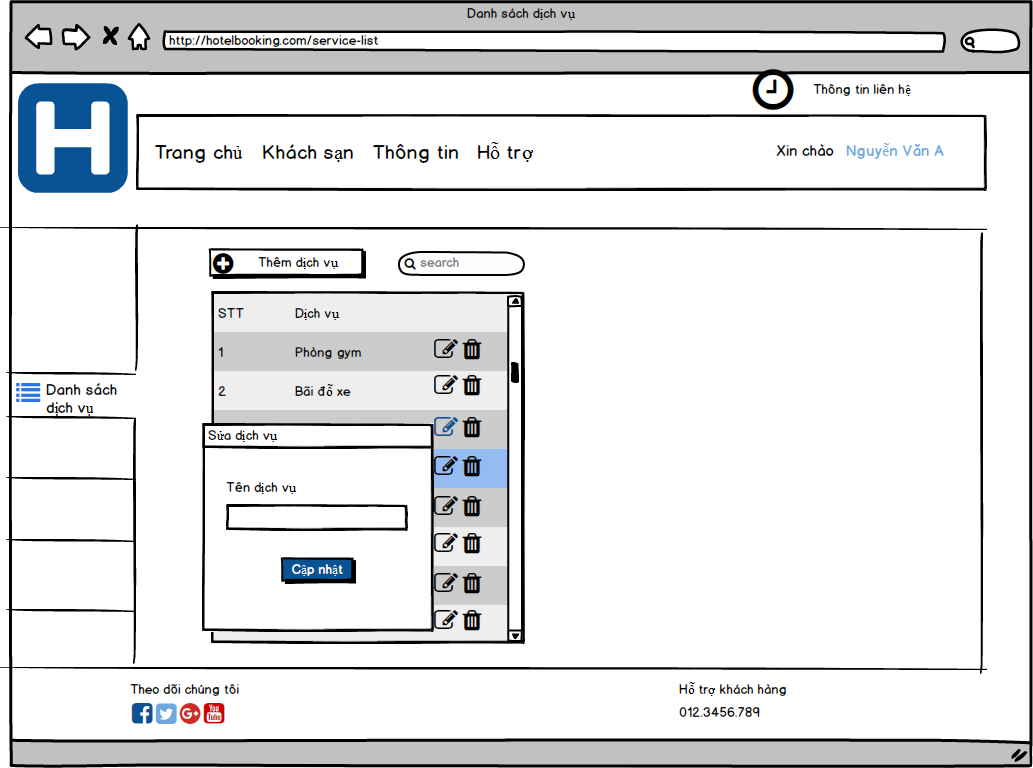 Danh sách dịch vụ
http://hotelbooking.com/service-list
Thông tin liên hệ
H
Trang chủ Khách sạn Thông tin Hỗ trợ
Xin chào Nguyễn Văn A
Thêm dịch vụ
search
STT Dịch vụ
1 Phòng gym
2 Bãi đỗ xe
Danh sách
dịch vụ
Sửa dịch vụ
Tên dịch vụ
Cập nhật
Theo dõi chúng tôi
Hỗ trợ khách hàng
012.3456.789
You
Tube